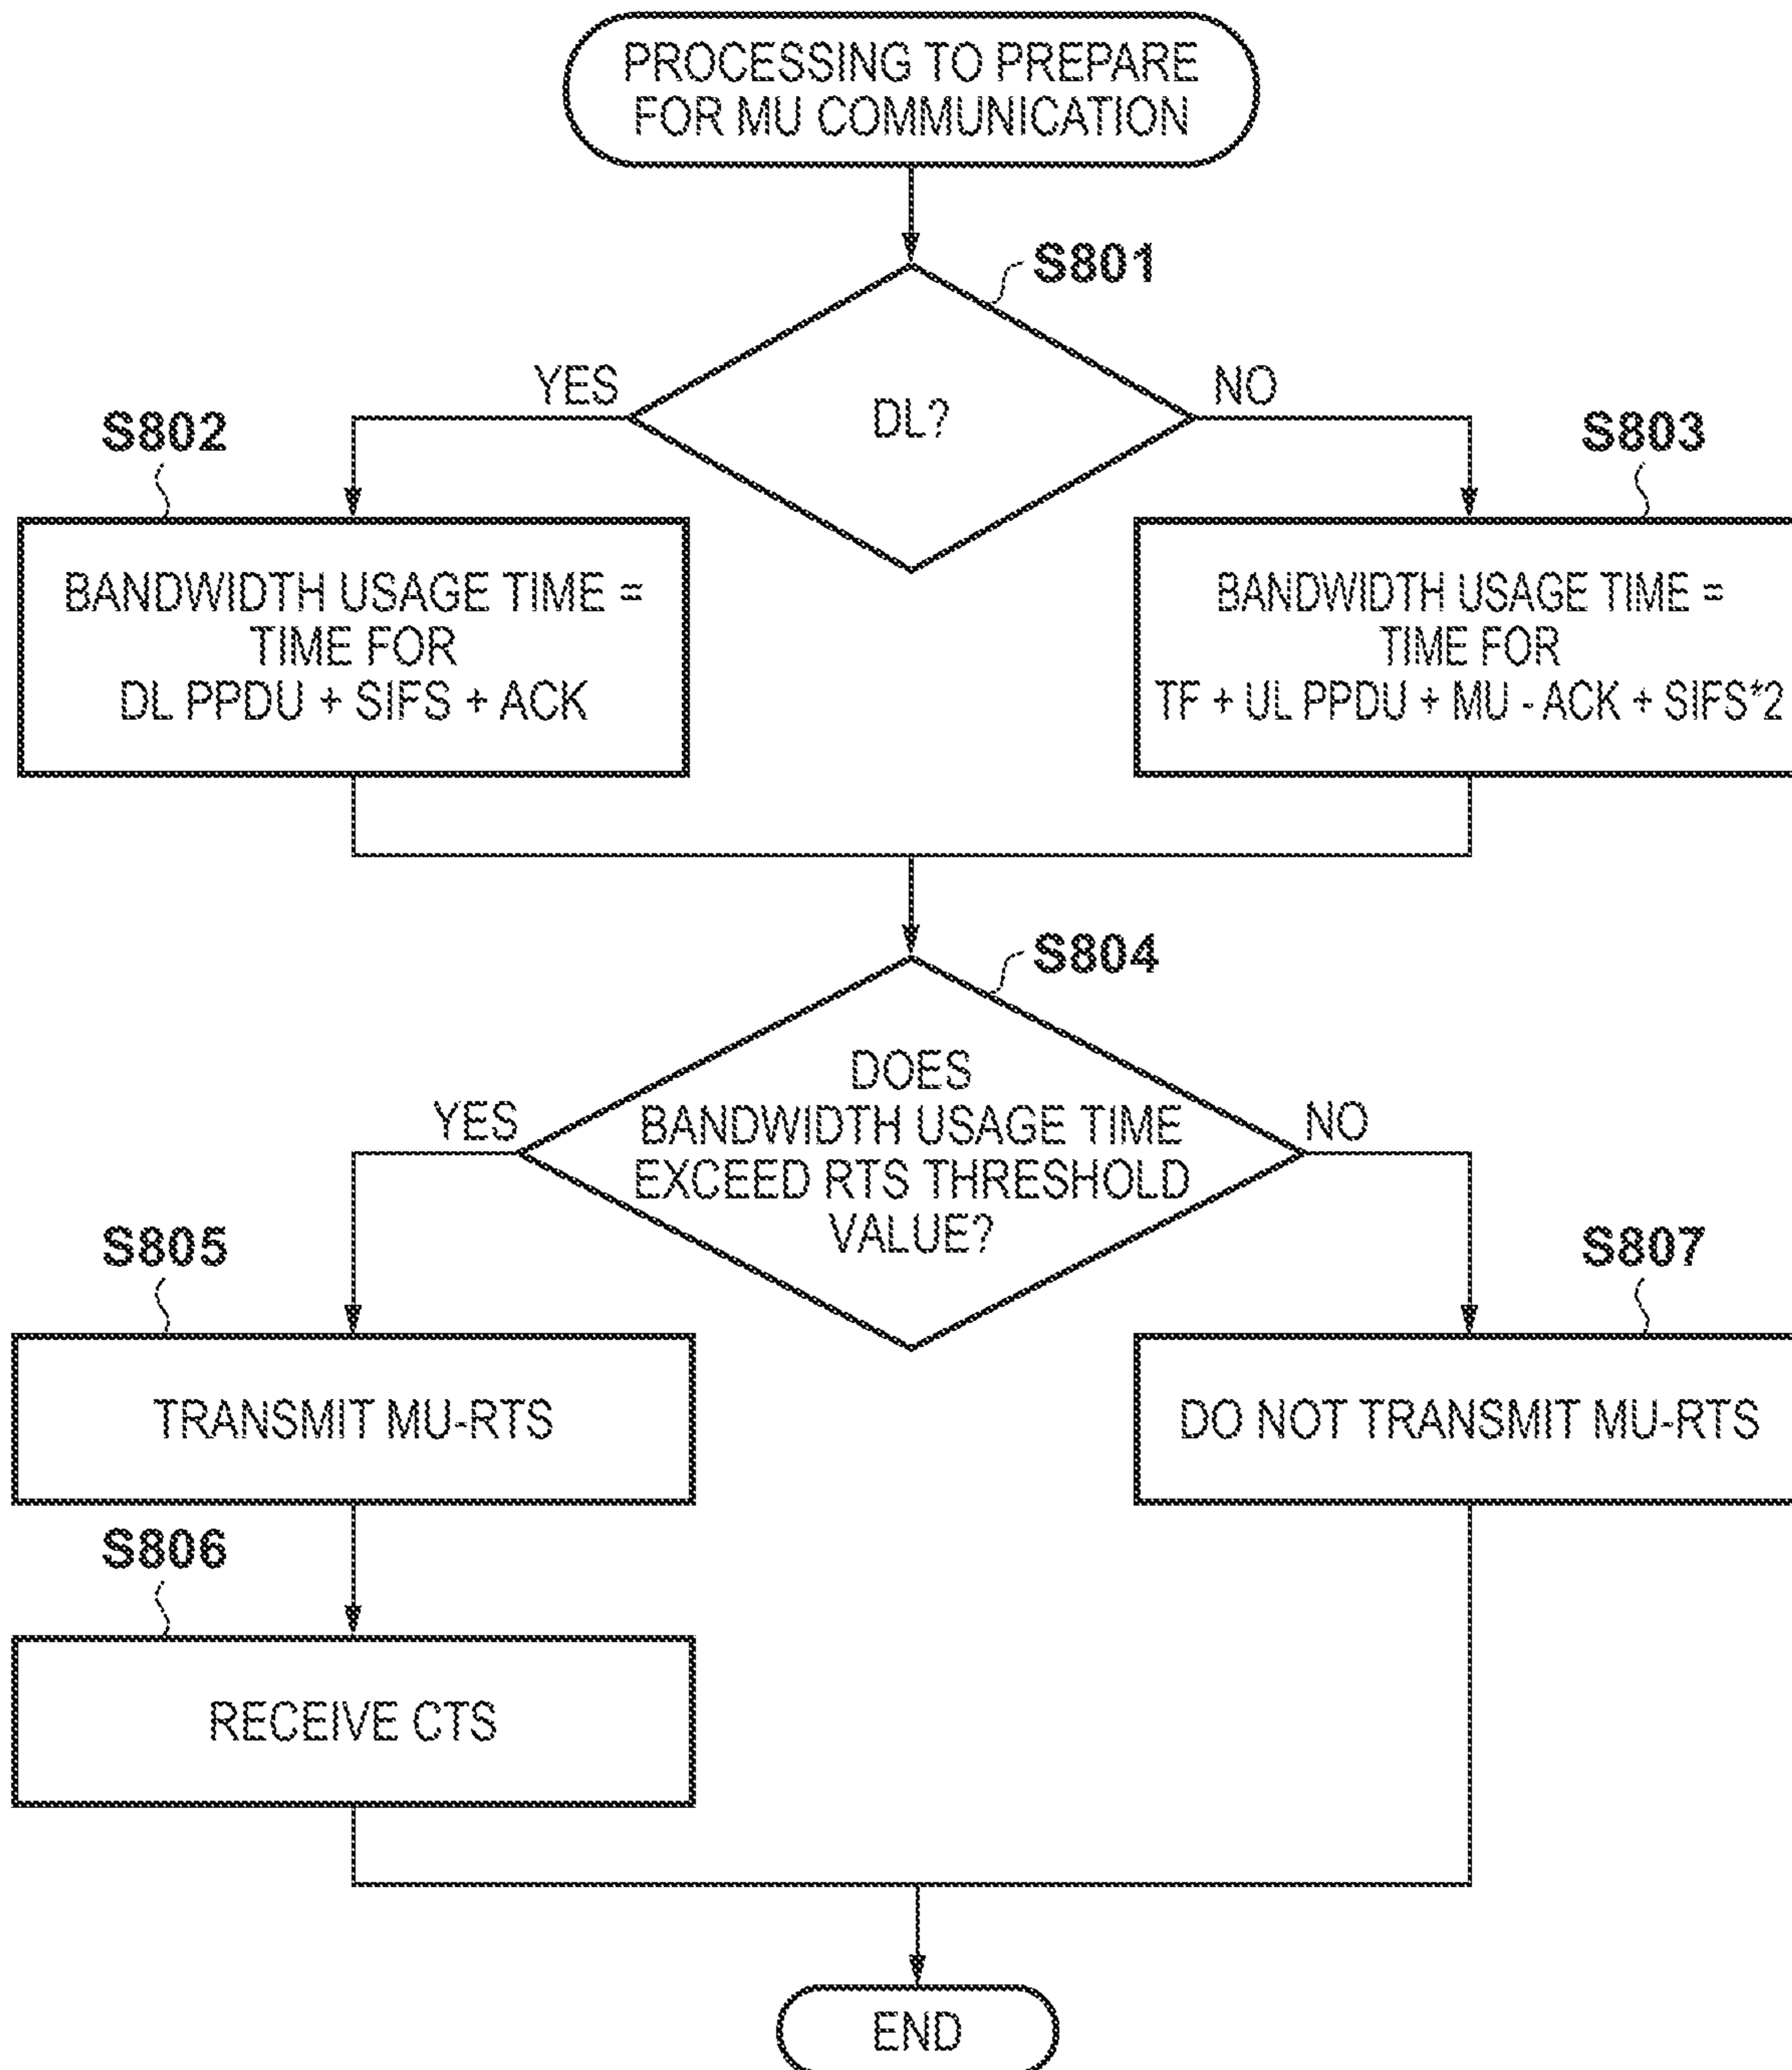 PROCESSING TO PREPARE
FOR MU COMMUNICATION
S801
DL?
YES
NO
S802
BANDWIDTH USAGE TIME =
TIME FOR
DL PPDU + SIFS + ACK
S803
BANDWIDTH USAGE TIME =
TIME FOR
TF + UL PPDU + MU - ACK + SIFS*2
S804
DOES
BANDWIDTH USAGE TIME
EXCEED RTS THRESHOLD
VALUE?
YES
NO
S805
TRANSMIT MU-RTS
S807
DO NOT TRANSMIT MU-RTS
S806
RECEIVE CTS
END